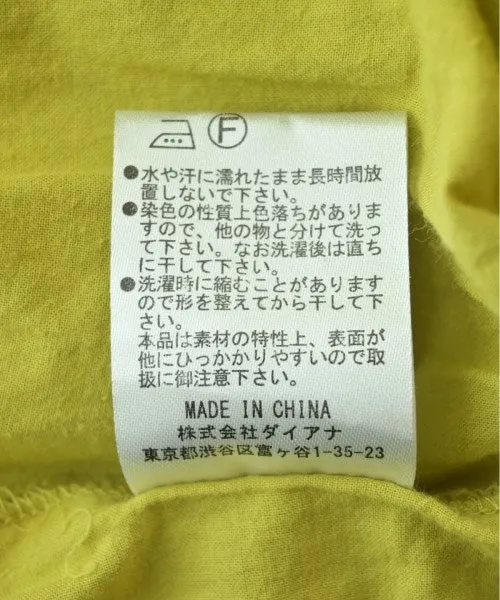 Ⓕ
●水や汗に濡れたまま長時間放
置しないで下さい。
●染色の性質上色落ちがありま
すので、他の物と分けて洗っ
て下さい。なお洗濯後は直ち
に干して下さい。
●洗濯時に縮むことがあります
ので形を整えてから干して下
さい。
本品は素材の特性上、表面が
他にひっかかりやすいので取
扱に御注意下さい。
MADE IN CHINA
株式会社ダイアナ
東京都渋谷区富ヶ谷1-35-23